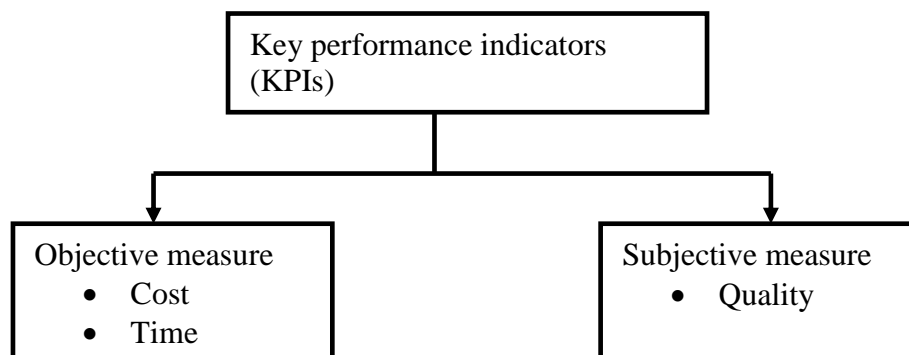 Key performance indicators
(KPIs)
Objective measure
• Cost
• Time
Subjective measure
• Quality